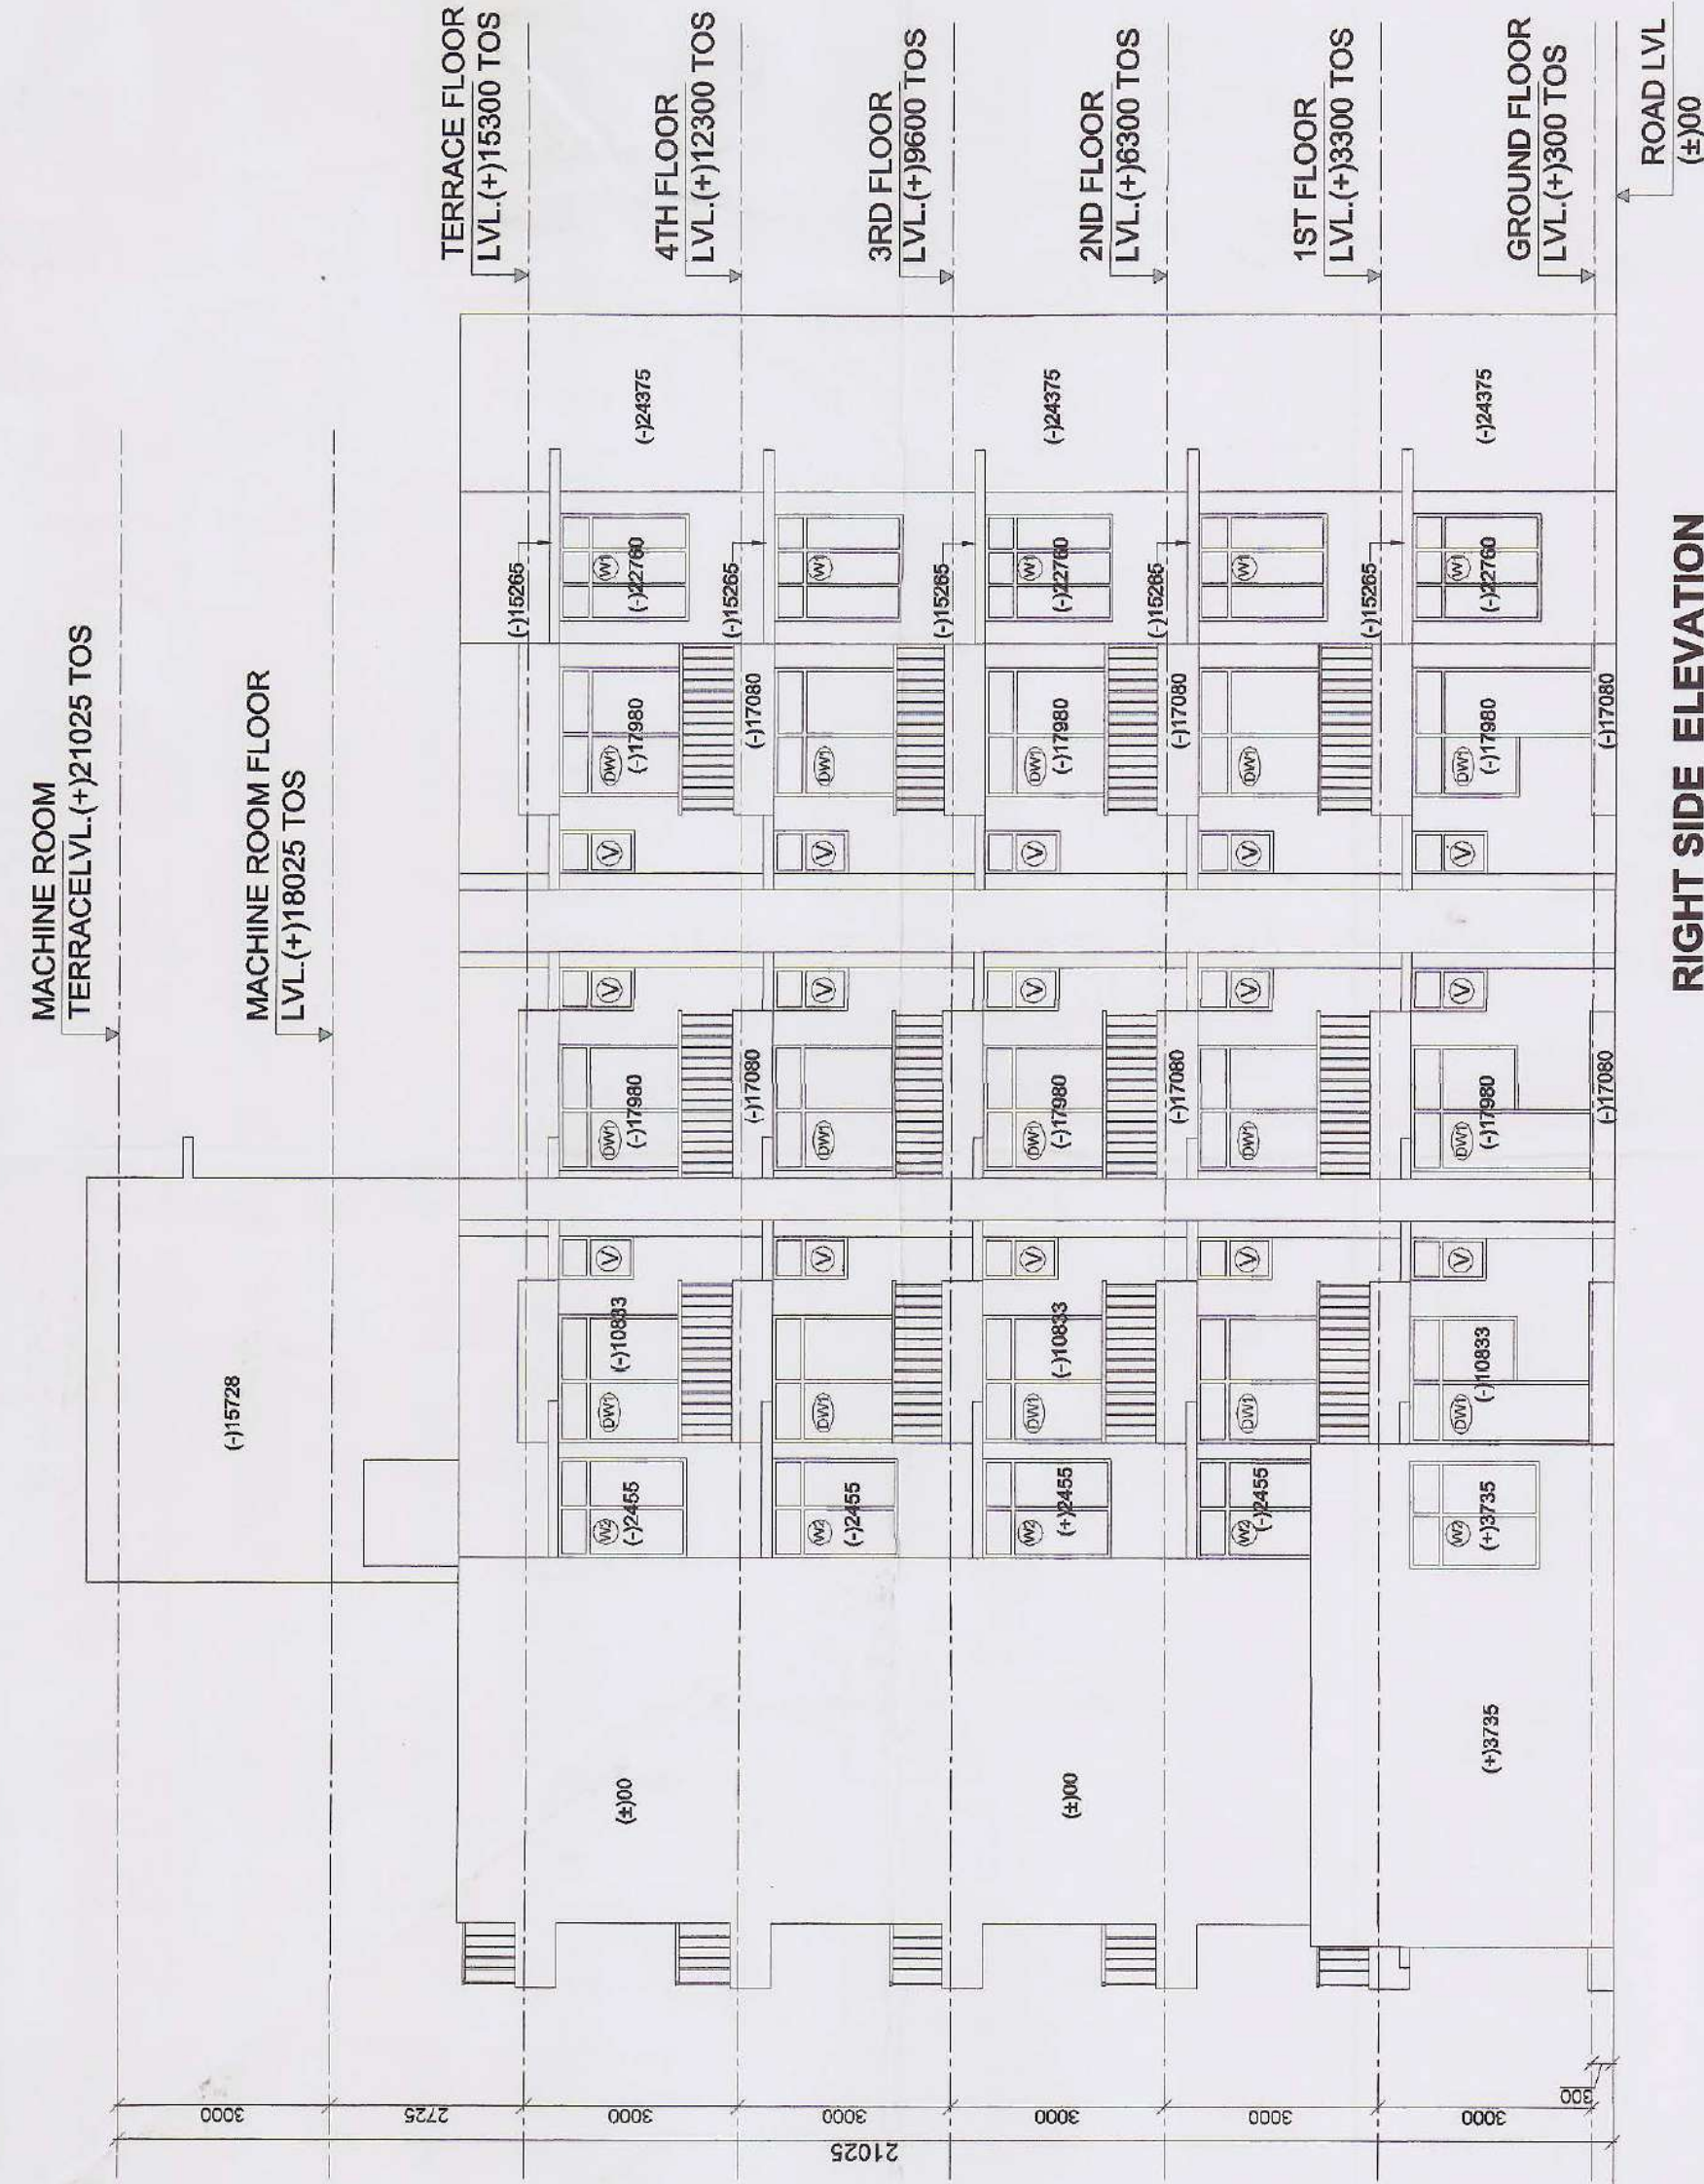 MACHINE ROOM
TERRACELVL.(+)21025 TOS
MACHINE ROOM FLOOR
LVL.(+)18025 TOS
TERRACE FLOOR
LVL.(+)15300 TOS
4TH FLOOR
LVL.(+)12300 TOS
3RD FLOOR
LVL.(+)9600 TOS
2ND FLOOR
LVL.(+)6300 TOS
1ST FLOOR
LVL.(+)3300 TOS
GROUND FLOOR
LVL.(+)300 TOS
ROAD LVL
(±)00
(-)15728
(-)15265
W2
(-)2455
DW1
(-)10833
V
DW1
(-)17980
V
V
DW1
(-)17980
W1
(-)22760
(-)24375
(±)00
(-)17080
(-)17080
(-)15265
W2
(-)2455
DW1
V
DW1
V
V
DW1
W1
(-)15265
W2
(+)2455
DW1
(-)10833
V
DW1
(-)17980
V
V
DW1
(-)17980
W1
(-)22760
(-)24375
(±)00
(-)17080
(-)17080
(-)15265
W2
(-)2455
DW1
V
DW1
V
V
DW1
W1
(-)15265
W2
(+)3735
DW1
(-)10833
V
DW1
(-)17980
V
V
DW1
(-)17980
W1
(-)22760
(-)24375
(+)3735
(-)17080
(-)17080
3000
2725
3000
3000
3000
3000
3000
300
21025
RIGHT SIDE ELEVATION